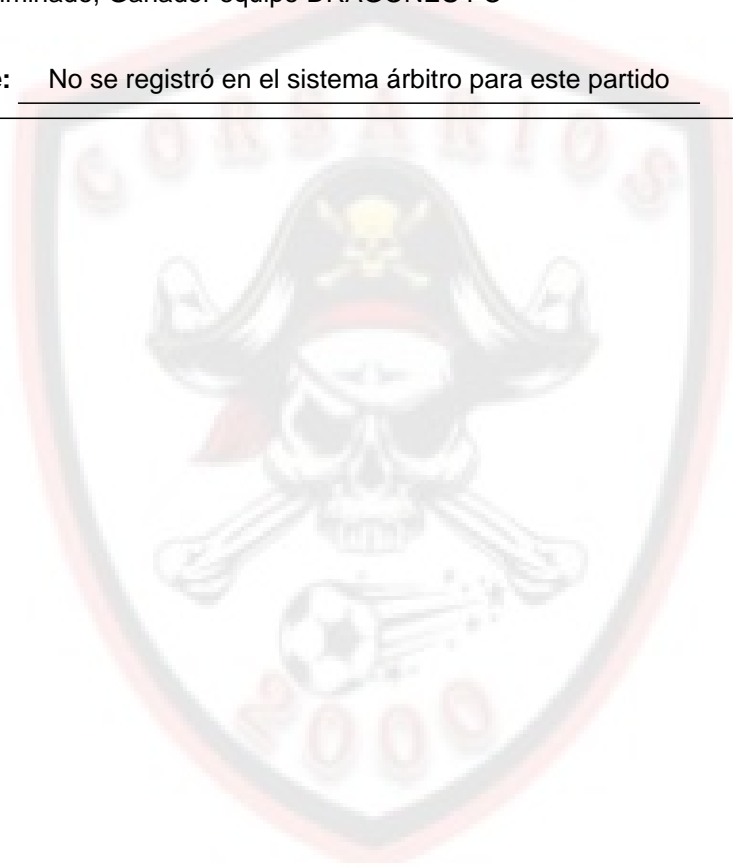 Ganador equipo
e: No se registró en el sistema árbitro para este partido
CORSARIOS
2000